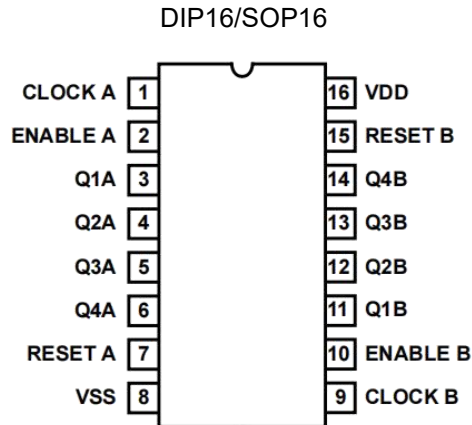 DIP16/SOP16
CLOCK A 1 16 VDD
ENABLE A 2 15 RESET B
Q1A 3 14 Q4B
Q2A 4 13 Q3B
Q3A 5 12 Q2B
Q4A 6 11 Q1B
RESET A 7 10 ENABLE B
VSS 8 9 CLOCK B